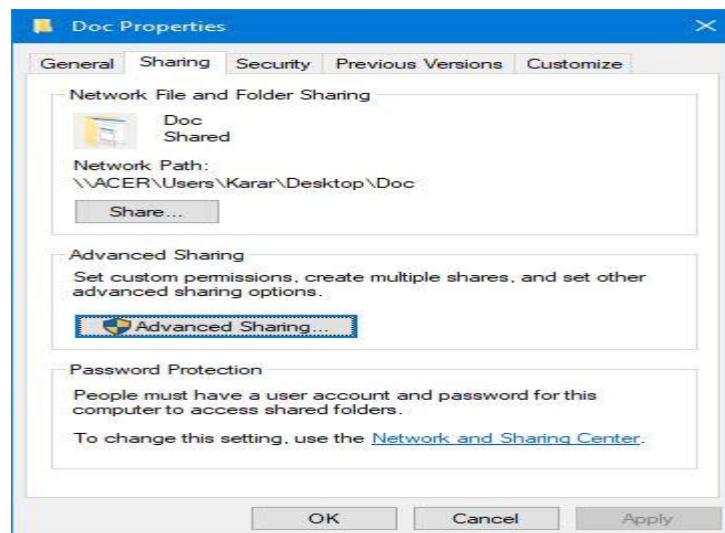 Doc Properties
General Sharing Security Previous Versions Customize
Network File and Folder Sharing
Doc
Shared
Network Path:
\\ACER\Users\Karar\Desktop\Doc
Share...
Advanced Sharing
Set custom permissions, create multiple shares, and set other
advanced sharing options.
Advanced Sharing...
Password Protection
People must have a user account and password for this
computer to access shared folders.
To change this setting, use the Network and Sharing Center.
OK Cancel Apply